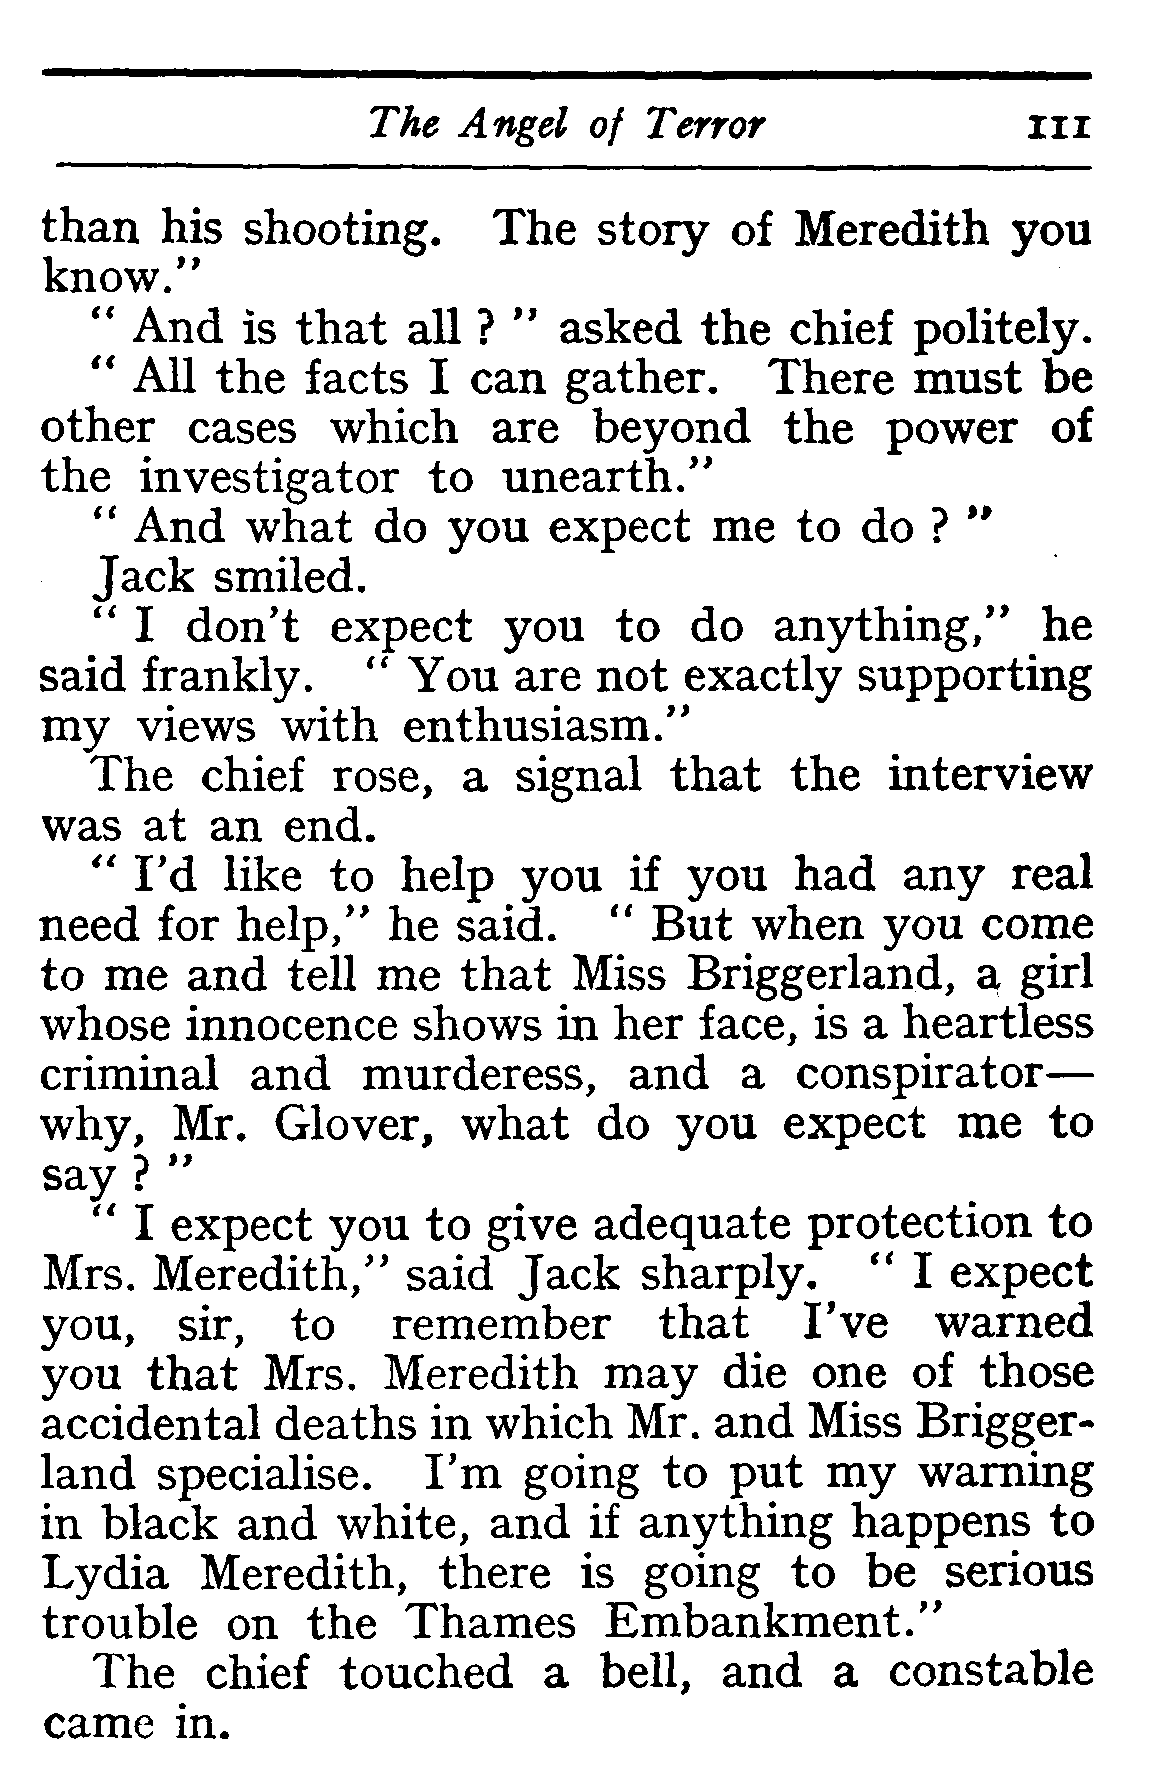 The Angel of Terror 111
than his shooting. The story of Meredith you
know."
" And is that all ? " asked the chief politely.
" All the facts I can gather. There must be
other cases which are beyond the power of
the investigator to unearth."
" And what do you expect me to do ? "
Jack smiled.
" I don't expect you to do anything," he
said frankly. " You are not exactly supporting
my views with enthusiasm."
The chief rose, a signal that the interview
was at an end.
" I'd like to help you if you had any real
need for help," he said. " But when you come
to me and tell me that Miss Briggerland, a girl
whose innocence shows in her face, is a heartless
criminal and murderess, and a conspirator—
why, Mr. Glover, what do you expect me to
say ? "
" I expect you to give adequate protection to
Mrs. Meredith," said Jack sharply. " I expect
you, sir, to remember that I've warned
you that Mrs. Meredith may die one of those
accidental deaths in which Mr. and Miss Brigger-
land specialise. I'm going to put my warning
in black and white, and if anything happens to
Lydia Meredith, there is going to be serious
trouble on the Thames Embankment."
The chief touched a bell, and a constable
came in.